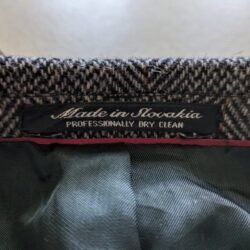 Made in Slovakia
PROFESSIONALLY DRY CLEAN